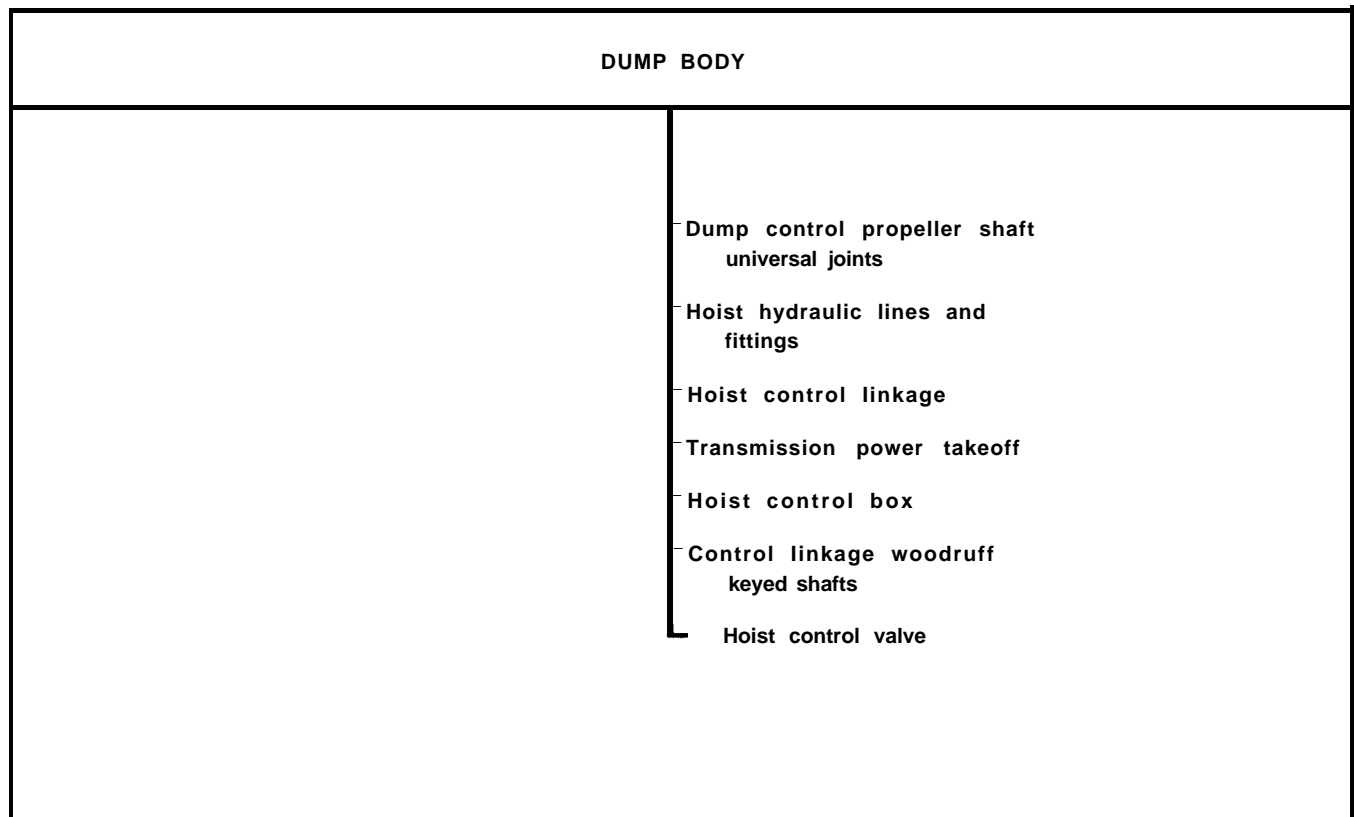 DUMP BODY
Dump control propeller shaft
universal joints
Hoist hydraulic lines and
fittings
Hoist control linkage
Transmission power takeoff
Hoist control box
Control linkage woodruff
keyed shafts
Hoist control valve